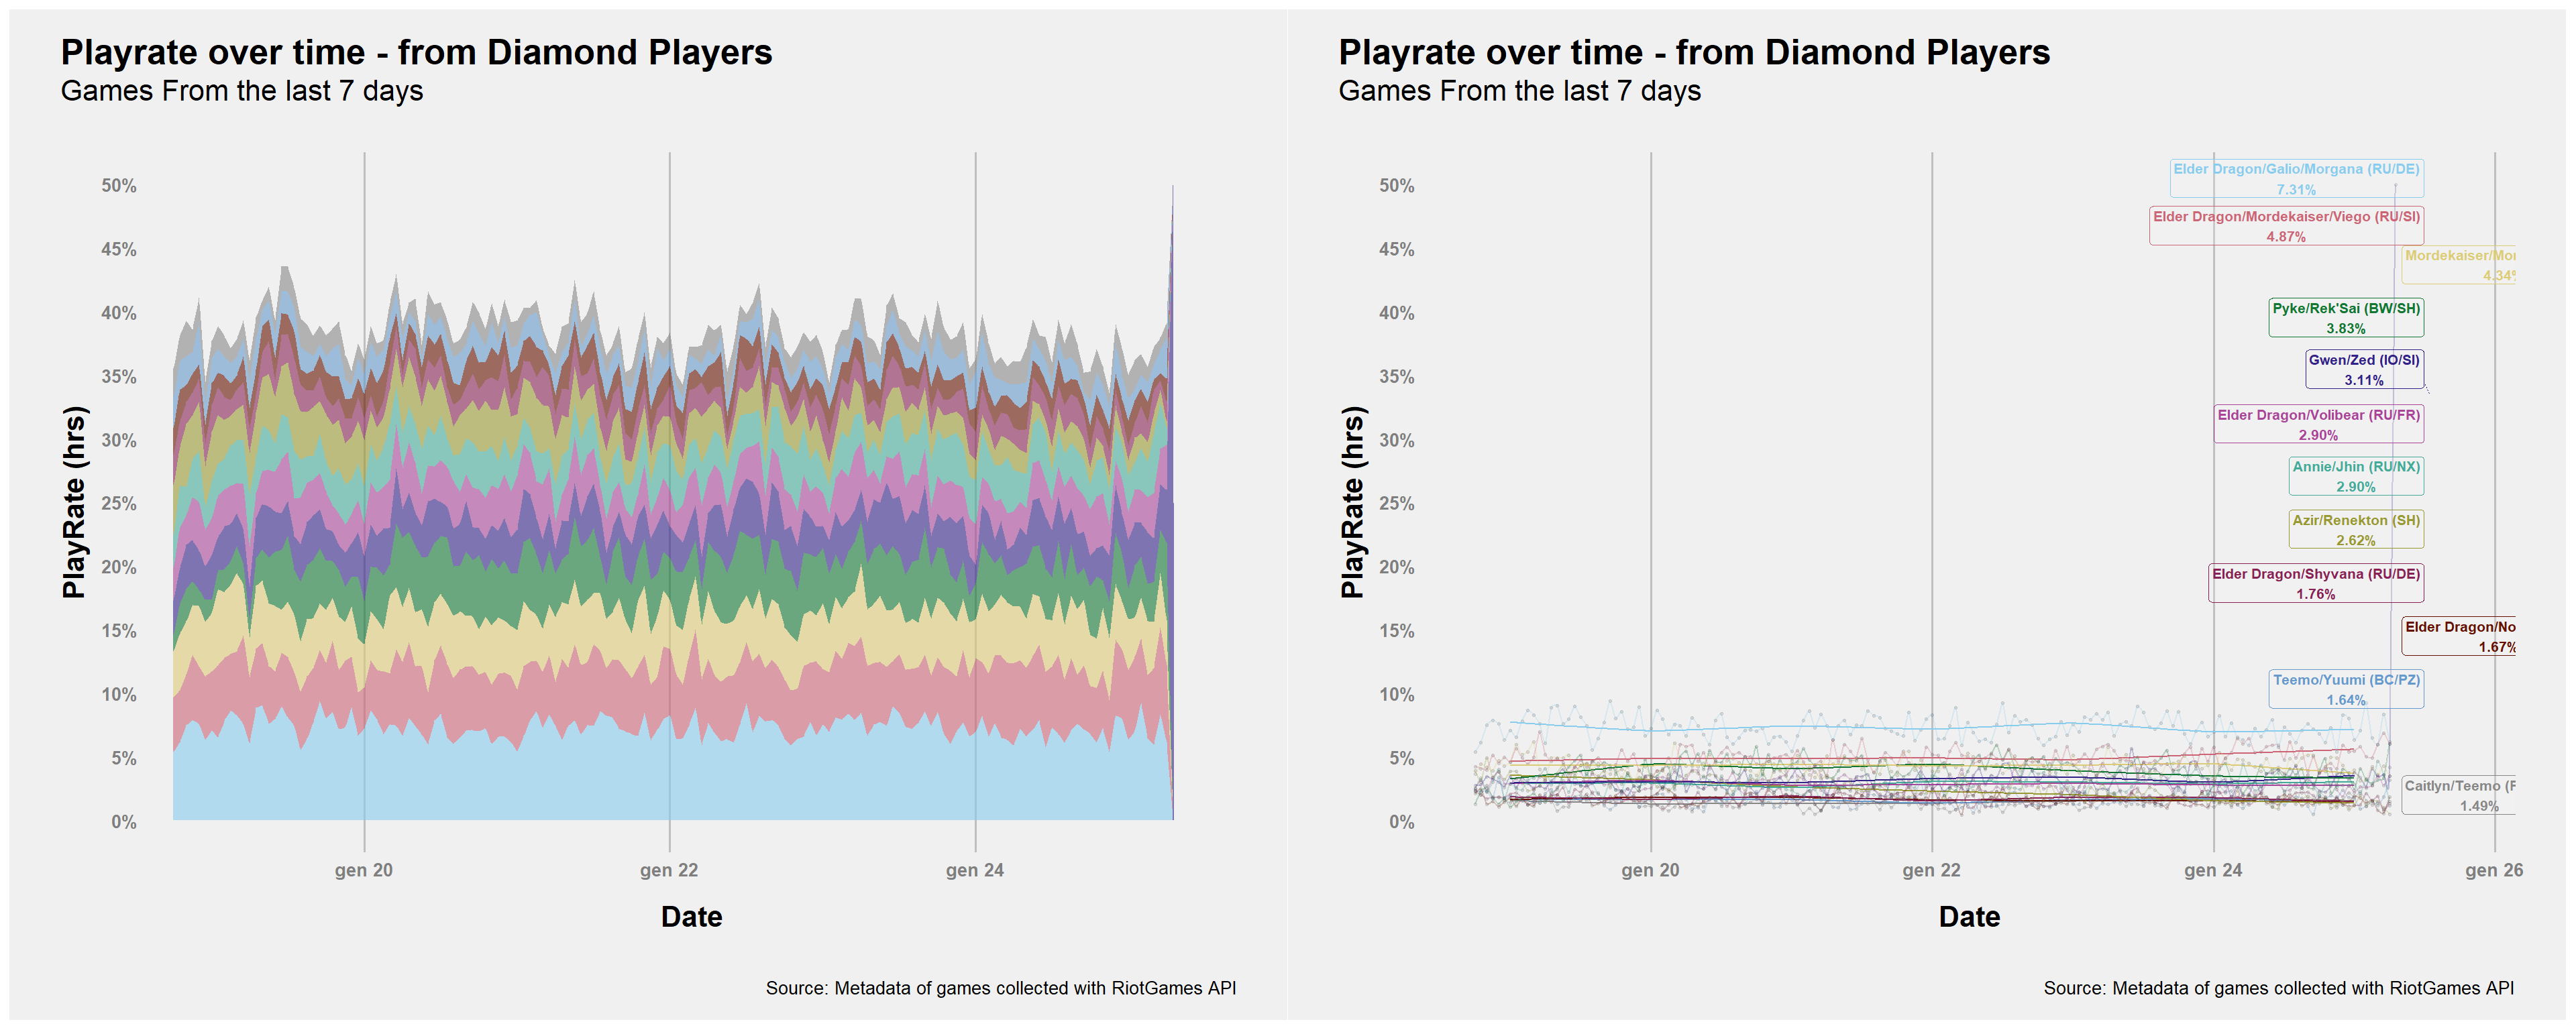 Playrate over time - from Diamond Players
Games From the last 7 days
50%
45%
40%
35%
30%
25%
20%
15%
10%
5%
0%
PlayRate (hrs)
gen 20
gen 22
gen 24
Date
Source: Metadata of games collected with RiotGames API
Playrate over time - from Diamond Players
Games From the last 7 days
50%
45%
40%
35%
30%
25%
20%
15%
10%
5%
0%
PlayRate (hrs)
Elder Dragon/Galio/Morgana (RU/DE)
7.31%
Elder Dragon/Mordekaiser/Viego (RU/SI)
4.87%
Mordekaiser/Mor
4.34%
Pyke/Rek'Sai (BW/SH)
3.83%
Gwen/Zed (IO/SI)
3.11%
Elder Dragon/Volibear (RU/FR)
2.90%
Annie/Jhin (RU/NX)
2.90%
Azir/Renekton (SH)
2.62%
Elder Dragon/Shyvana (RU/DE)
1.76%
Elder Dragon/No
1.67%
Teemo/Yuumi (BC/PZ)
1.64%
Caitlyn/Teemo (
1.49%
gen 20
gen 22
gen 24
gen 26
Date
Source: Metadata of games collected with RiotGames API